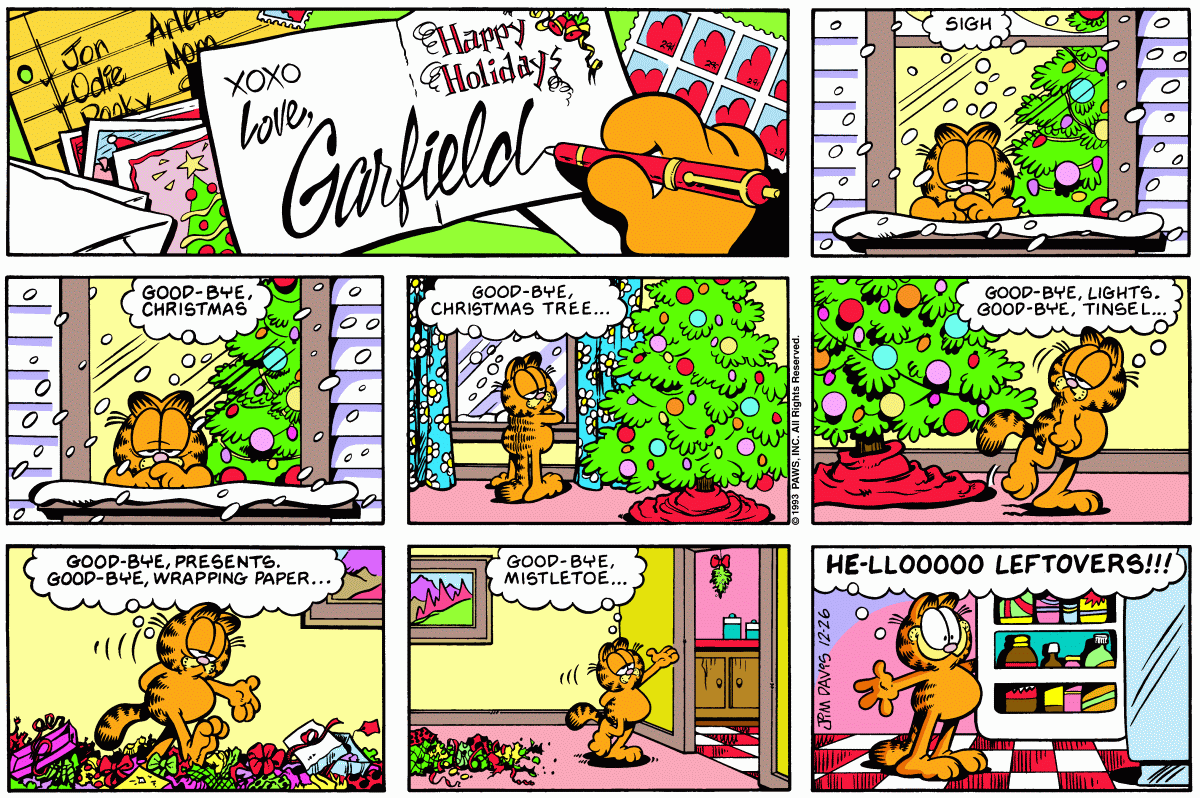 Jon
Odie
Pooky
Arlene
Mom
XOXO
Love,
Garfield
Happy
Holidays
29¢
29¢
SIGH
GOOD-BYE,
CHRISTMAS
GOOD-BYE,
CHRISTMAS TREE...
©1993 PAWS, INC. All Rights Reserved.
GOOD-BYE, LIGHTS.
GOOD-BYE, TINSEL...
GOOD-BYE, PRESENTS.
GOOD-BYE, WRAPPING PAPER...
GOOD-BYE,
MISTLETOE...
HE-LLOOOOO LEFTOVERS!!!
JIM DAVIS 12-26